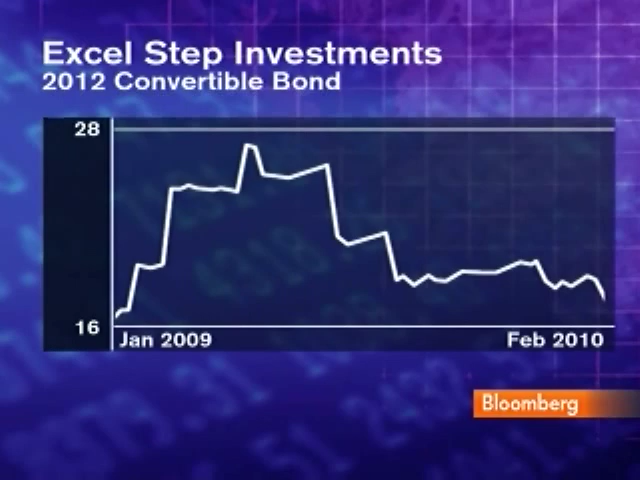 Excel Step Investments
2012 Convertible Bond
28
16
Jan 2009 Feb 2010
Bloomberg